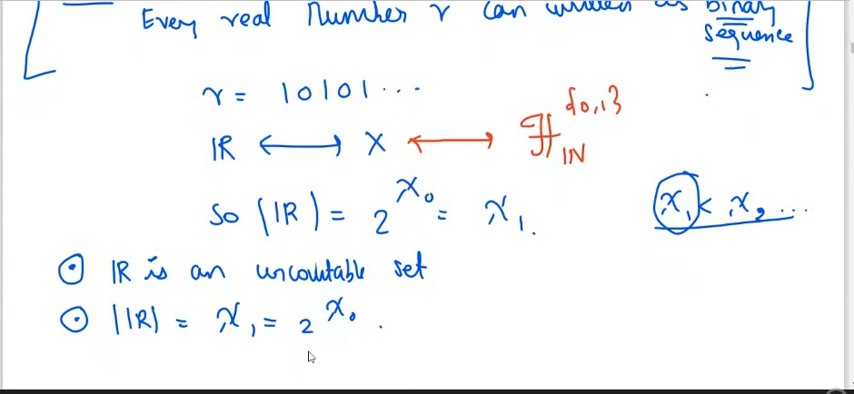 Every real Number r can written as binary
sequence
r = 10101...
IR ⟷ X ⟷ ℱ_IN^{0,1}
So |IR| = 2^ℵ₀ = ℵ₁.
ℵ₁ < ℵ₂ ...
⊙ IR is an uncoutable set
⊙ |IR| = ℵ₁ = 2^ℵ₀.